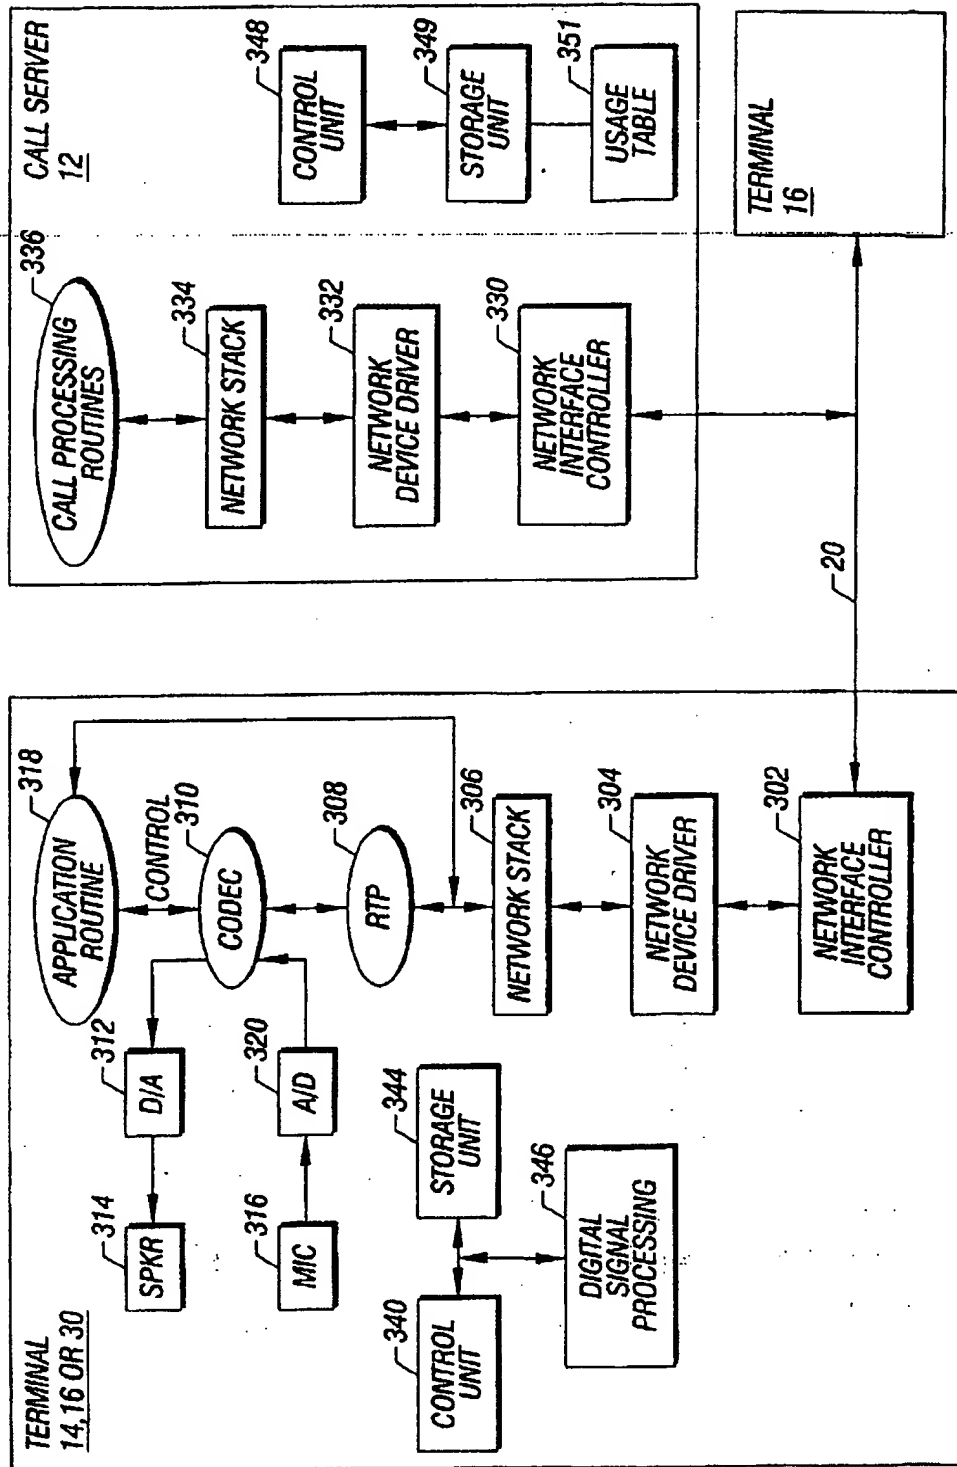 TERMINAL
14,16 OR 30
314
SPKR
312
D/A
316
MIC
320
A/D
318
APPLICATION
ROUTINE
CONTROL
310
CODEC
308
RTP
306
NETWORK STACK
304
NETWORK
DEVICE DRIVER
302
NETWORK
INTERFACE
CONTROLLER
340
CONTROL
UNIT
344
STORAGE
UNIT
346
DIGITAL
SIGNAL
PROCESSING
20
CALL SERVER
12
336
CALL PROCESSING
ROUTINES
334
NETWORK STACK
332
NETWORK
DEVICE DRIVER
330
NETWORK
INTERFACE
CONTROLLER
348
CONTROL
UNIT
349
STORAGE
UNIT
351
USAGE
TABLE
TERMINAL
16